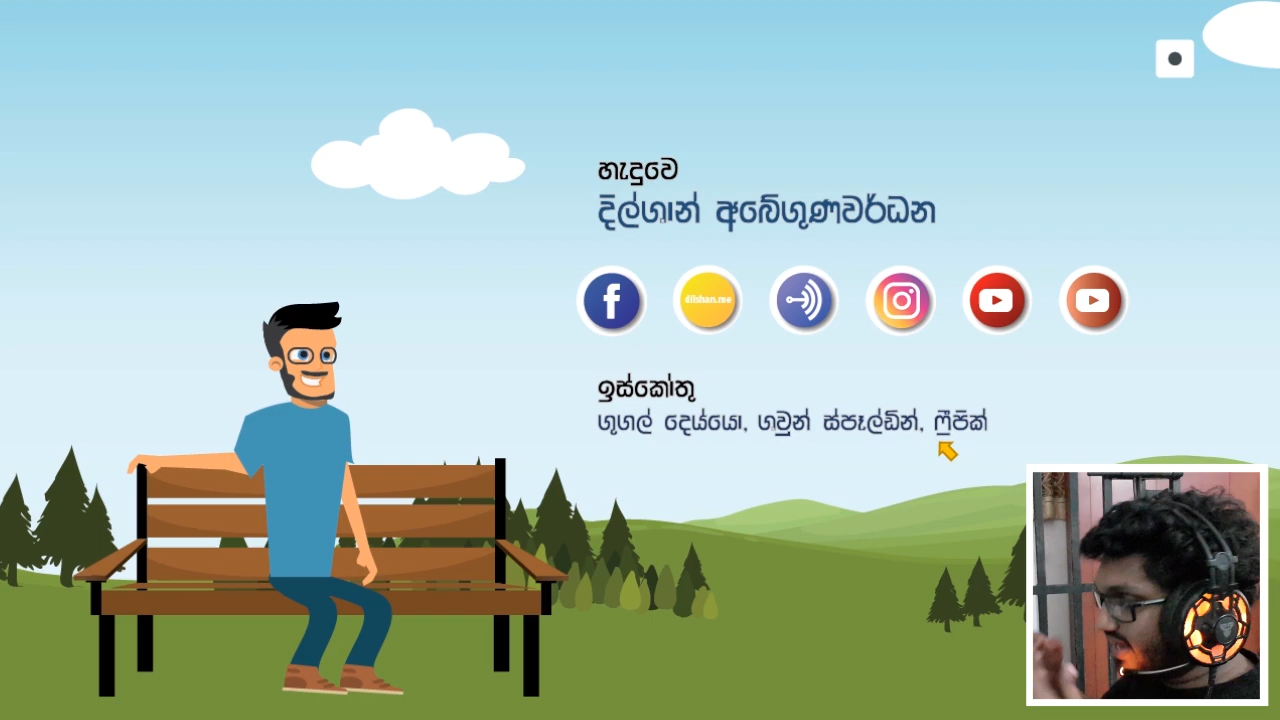 හැදුවෙ
දිල්ශාන් අබේගුණවර්ධන
dilshan.me
ඉස්කෝතු
ගූගල් දෙය්යො, ගවුන් ස්පෑල්ඩින්, ෆ්‍රීපික්